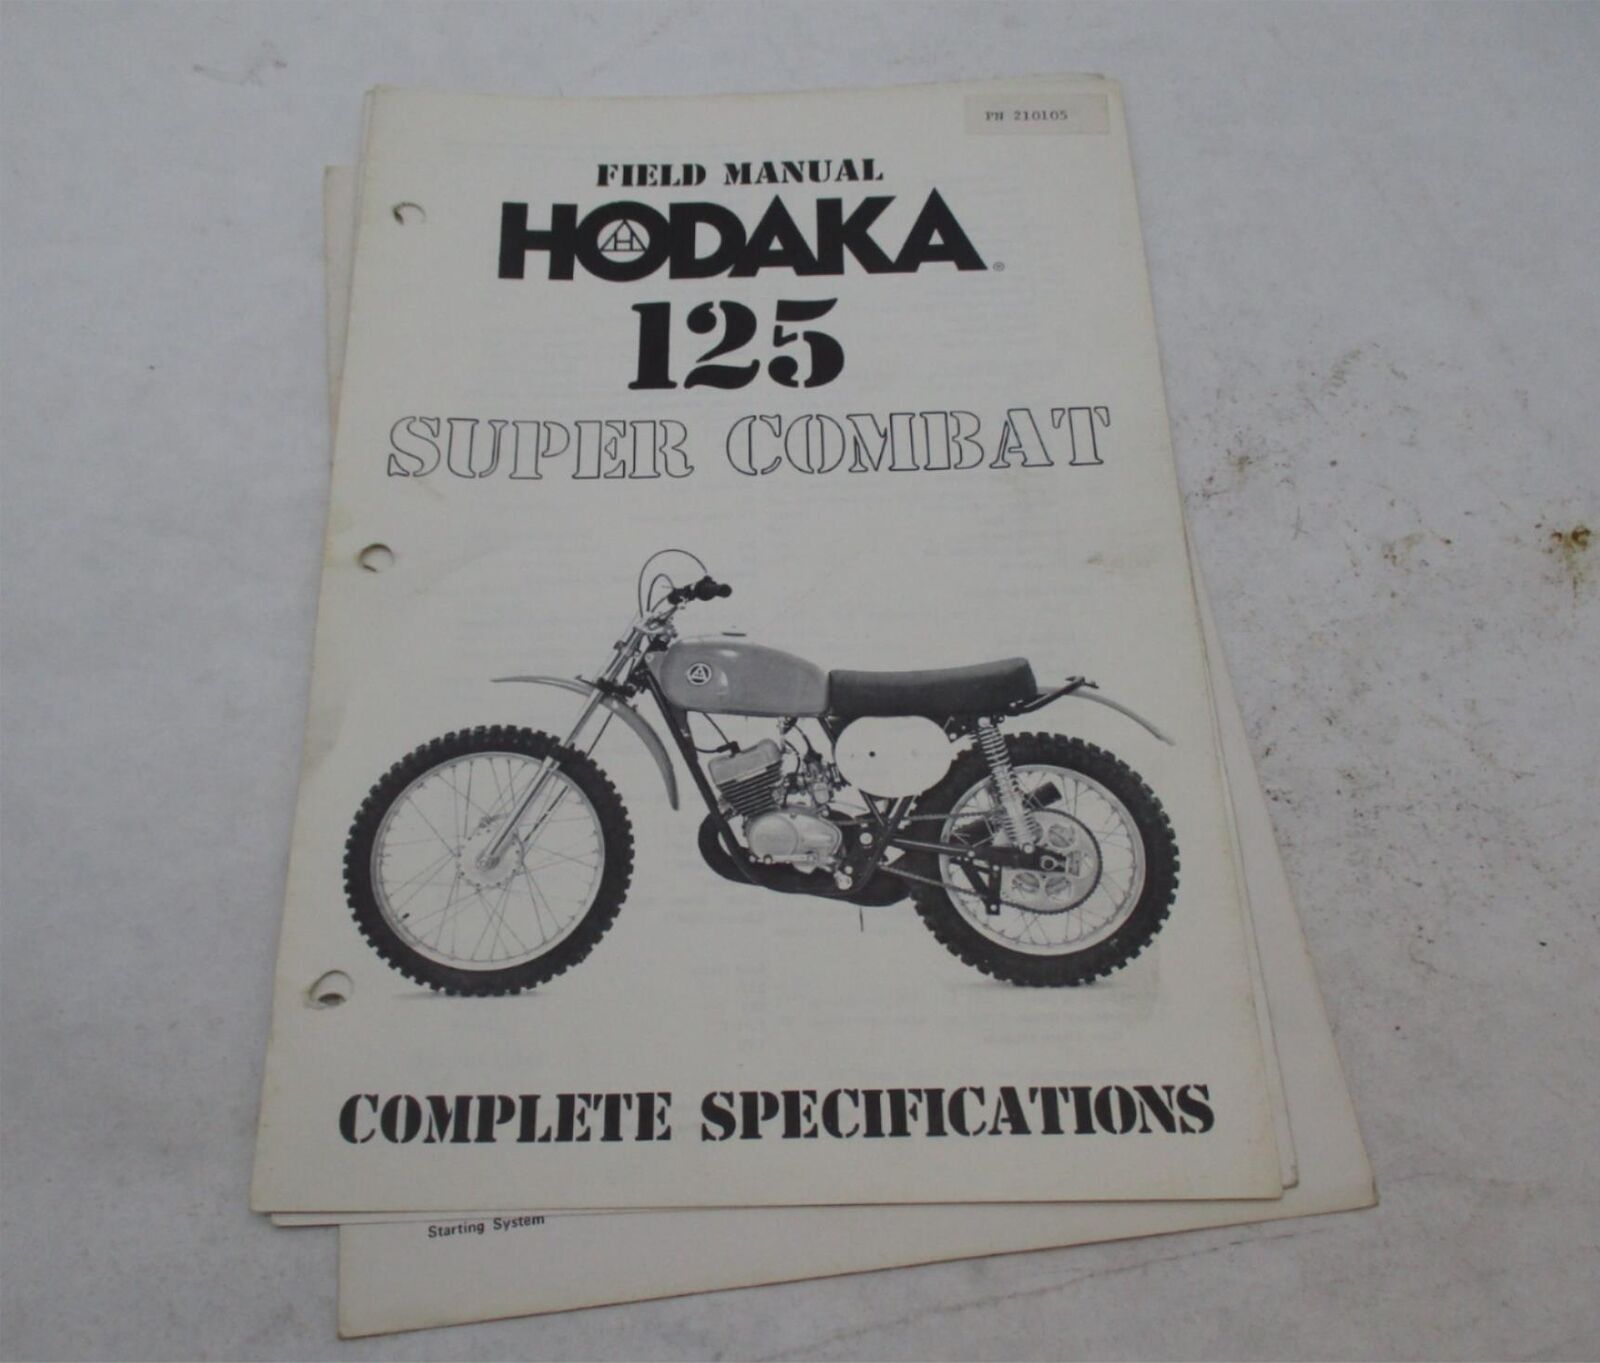 PN 210105
FIELD MANUAL
HODAKA®
125
SUPER COMBAT
COMPLETE SPECIFICATIONS
Starting System